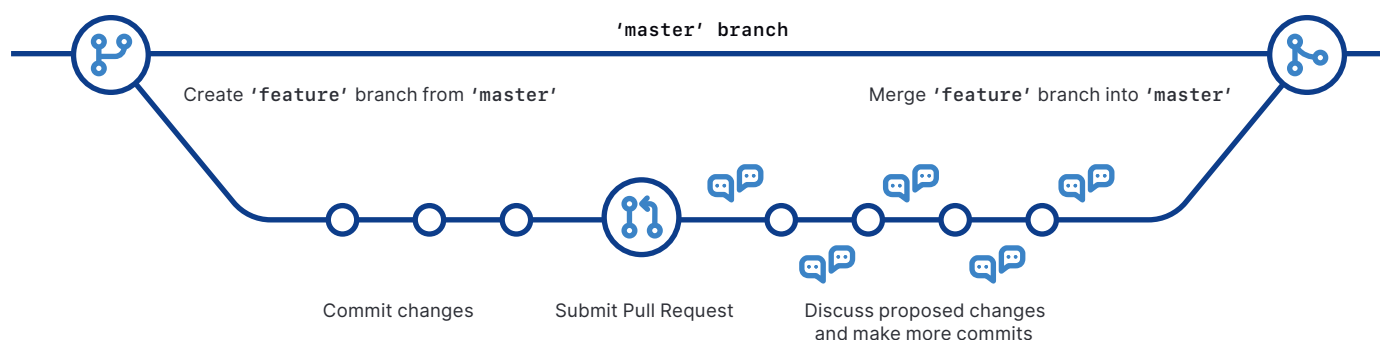 ‘master’ branch
Create ‘feature’ branch from ‘master‘
Merge ‘feature’ branch into ‘master’
Commit changes
Submit Pull Request
Discuss proposed changes
and make more commits